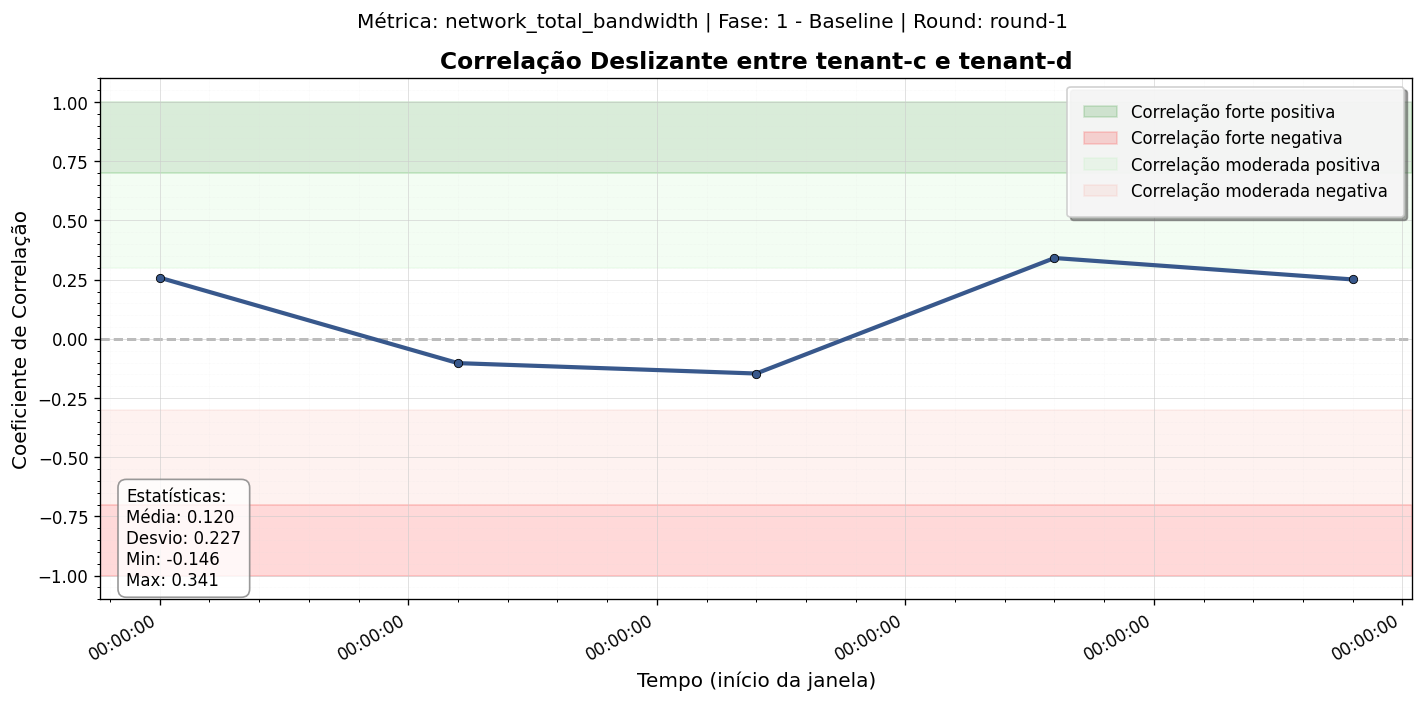 Métrica: network_total_bandwidth | Fase: 1 - Baseline | Round: round-1
Correlação Deslizante entre tenant-c e tenant-d
Coeficiente de Correlação
1.00
0.75
0.50
0.25
0.00
−0.25
−0.50
−0.75
−1.00
Correlação forte positiva
Correlação forte negativa
Correlação moderada positiva
Correlação moderada negativa
Estatísticas:
Média: 0.120
Desvio: 0.227
Min: -0.146
Max: 0.341
00:00:00
00:00:00
00:00:00
00:00:00
00:00:00
00:00:00
Tempo (início da janela)